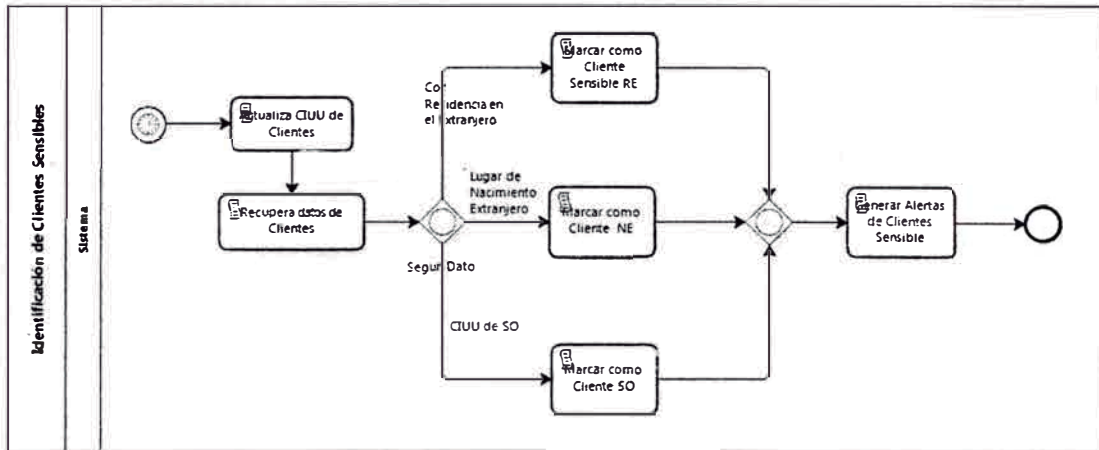 Identificación de Clientes Sensibles
Sistema
Actualiza CIUU de
Clientes
Recupera datos de
Clientes
Con
Residencia en
el Extranjero
Marcar como
Cliente
Sensible RE
Lugar de
Nacimiento
Extranjero
Marcar como
Cliente NE
Segun Dato
CIUU de SO
Marcar como
Cliente SO
Generar Alertas
de Clientes
Sensible